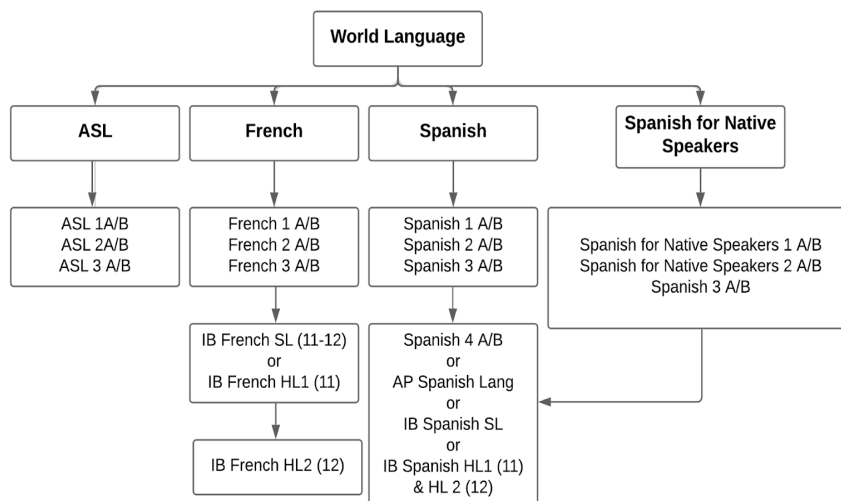 World Language
ASL
French
Spanish
Spanish for Native
Speakers
ASL 1A/B
ASL 2A/B
ASL 3 A/B
French 1 A/B
French 2 A/B
French 3 A/B
Spanish 1 A/B
Spanish 2 A/B
Spanish 3 A/B
Spanish for Native Speakers 1 A/B
Spanish for Native Speakers 2 A/B
Spanish 3 A/B
IB French SL (11-12)
or
IB French HL1 (11)
Spanish 4 A/B
or
AP Spanish Lang
or
IB Spanish SL
or
IB Spanish HL1 (11)
& HL 2 (12)
IB French HL2 (12)